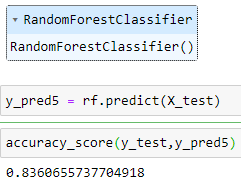 ▾ RandomForestClassifier
RandomForestClassifier()
y_pred5 = rf.predict(X_test)
accuracy_score(y_test,y_pred5)
0.8360655737704918